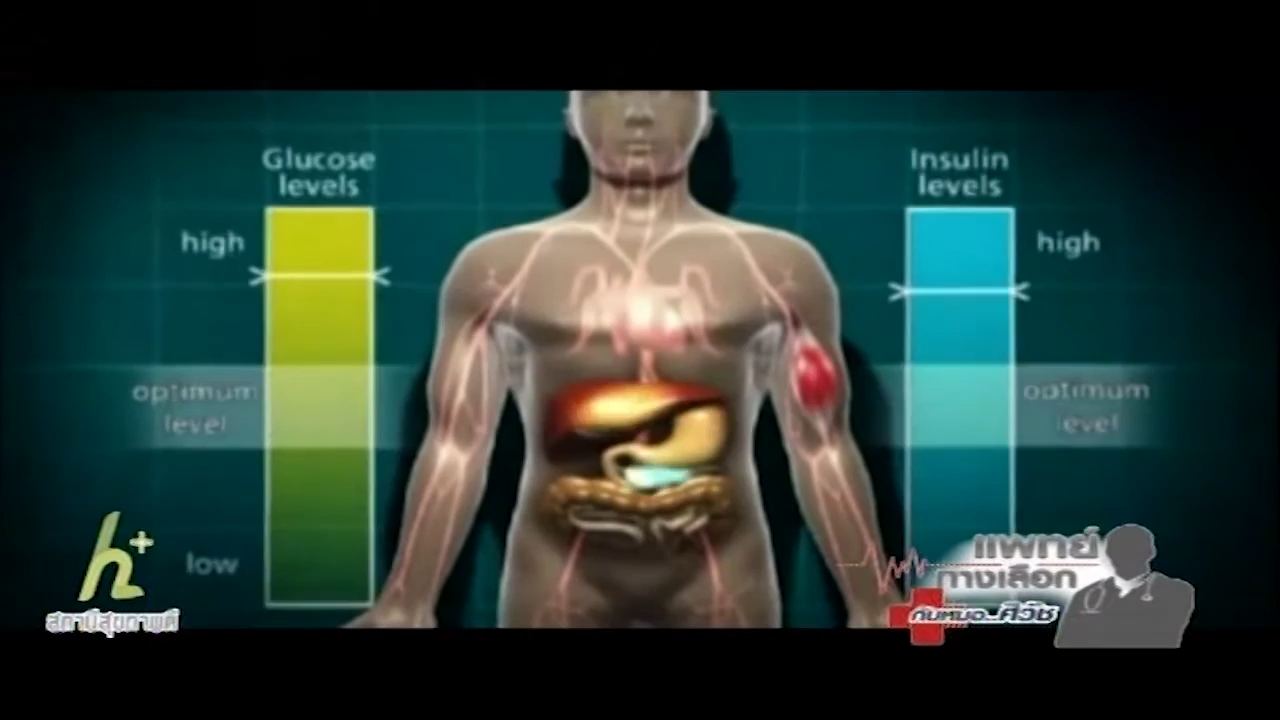 Glucose
levels
high
optimum
level
low
Insulin
levels
high
optimum
level
h+
สถานีสุขภาพดี
แพทย์
ทางเลือก
กับหมอ..ศิวัช